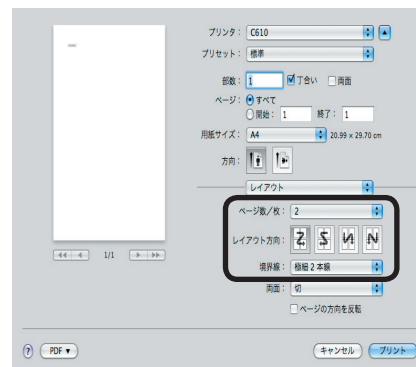 プリンタ： C610
プリセット： 標準
部数： 1 丁合い 両面
ページ： すべて
開始： 1 終了： 1
用紙サイズ： A4 20.99 x 29.70 cm
方向：
レイアウト
ページ数／枚： 2
レイアウト方向：
境界線： 極細 2 本線
両面： 切
ページの方向を反転
1/1
? PDF ▼ キャンセル プリント